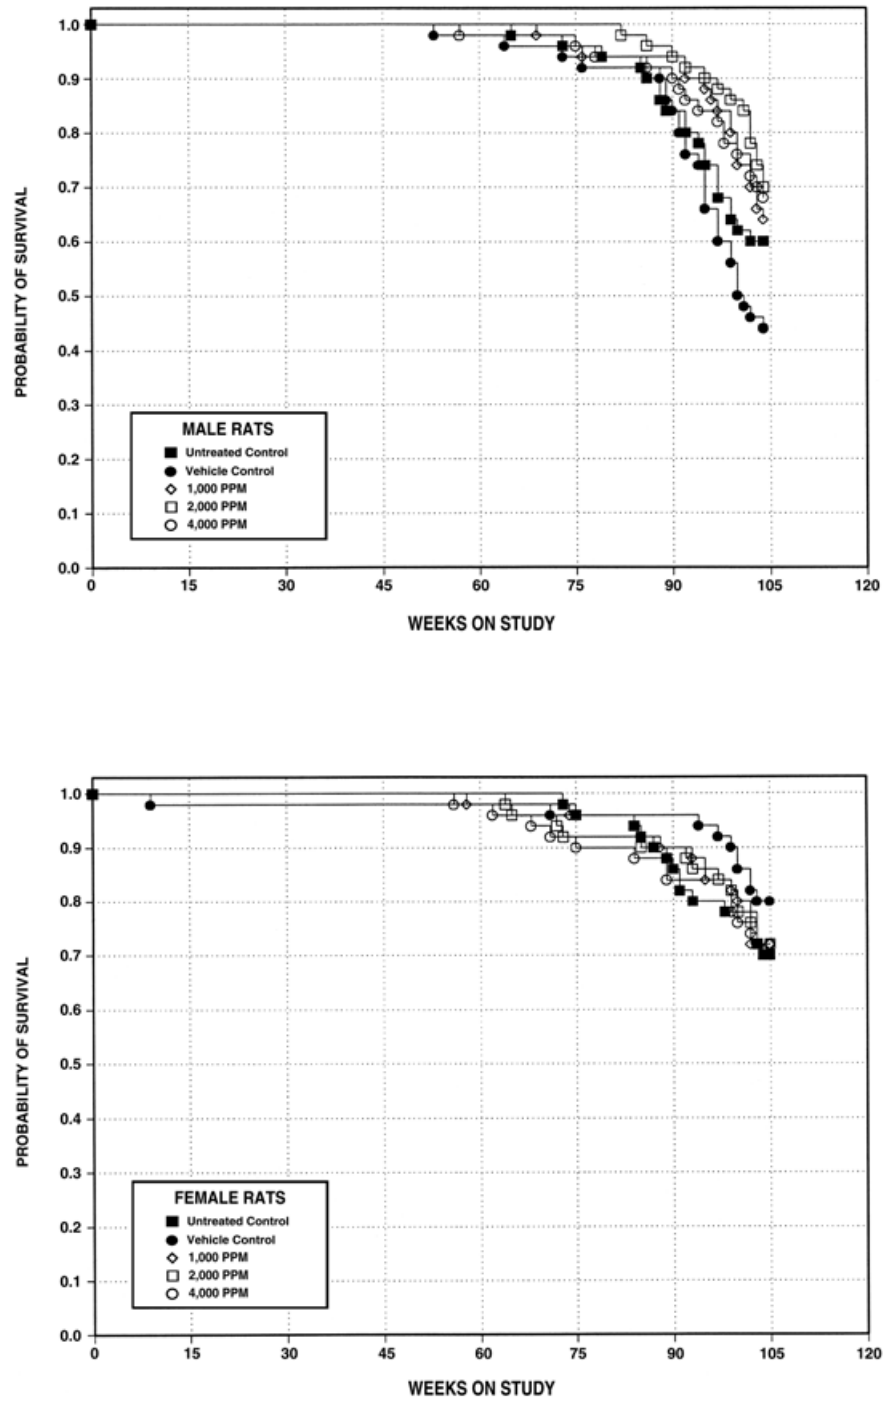 1.0
0.9
0.8
0.7
0.6
0.5
0.4
0.3
0.2
0.1
0.0
PROBABILITY OF SURVIVAL
MALE RATS
Untreated Control
Vehicle Control
1,000 PPM
2,000 PPM
4,000 PPM
0 15 30 45 60 75 90 105 120
WEEKS ON STUDY
1.0
0.9
0.8
0.7
0.6
0.5
0.4
0.3
0.2
0.1
0.0
PROBABILITY OF SURVIVAL
FEMALE RATS
Untreated Control
Vehicle Control
1,000 PPM
2,000 PPM
4,000 PPM
0 15 30 45 60 75 90 105 120
WEEKS ON STUDY